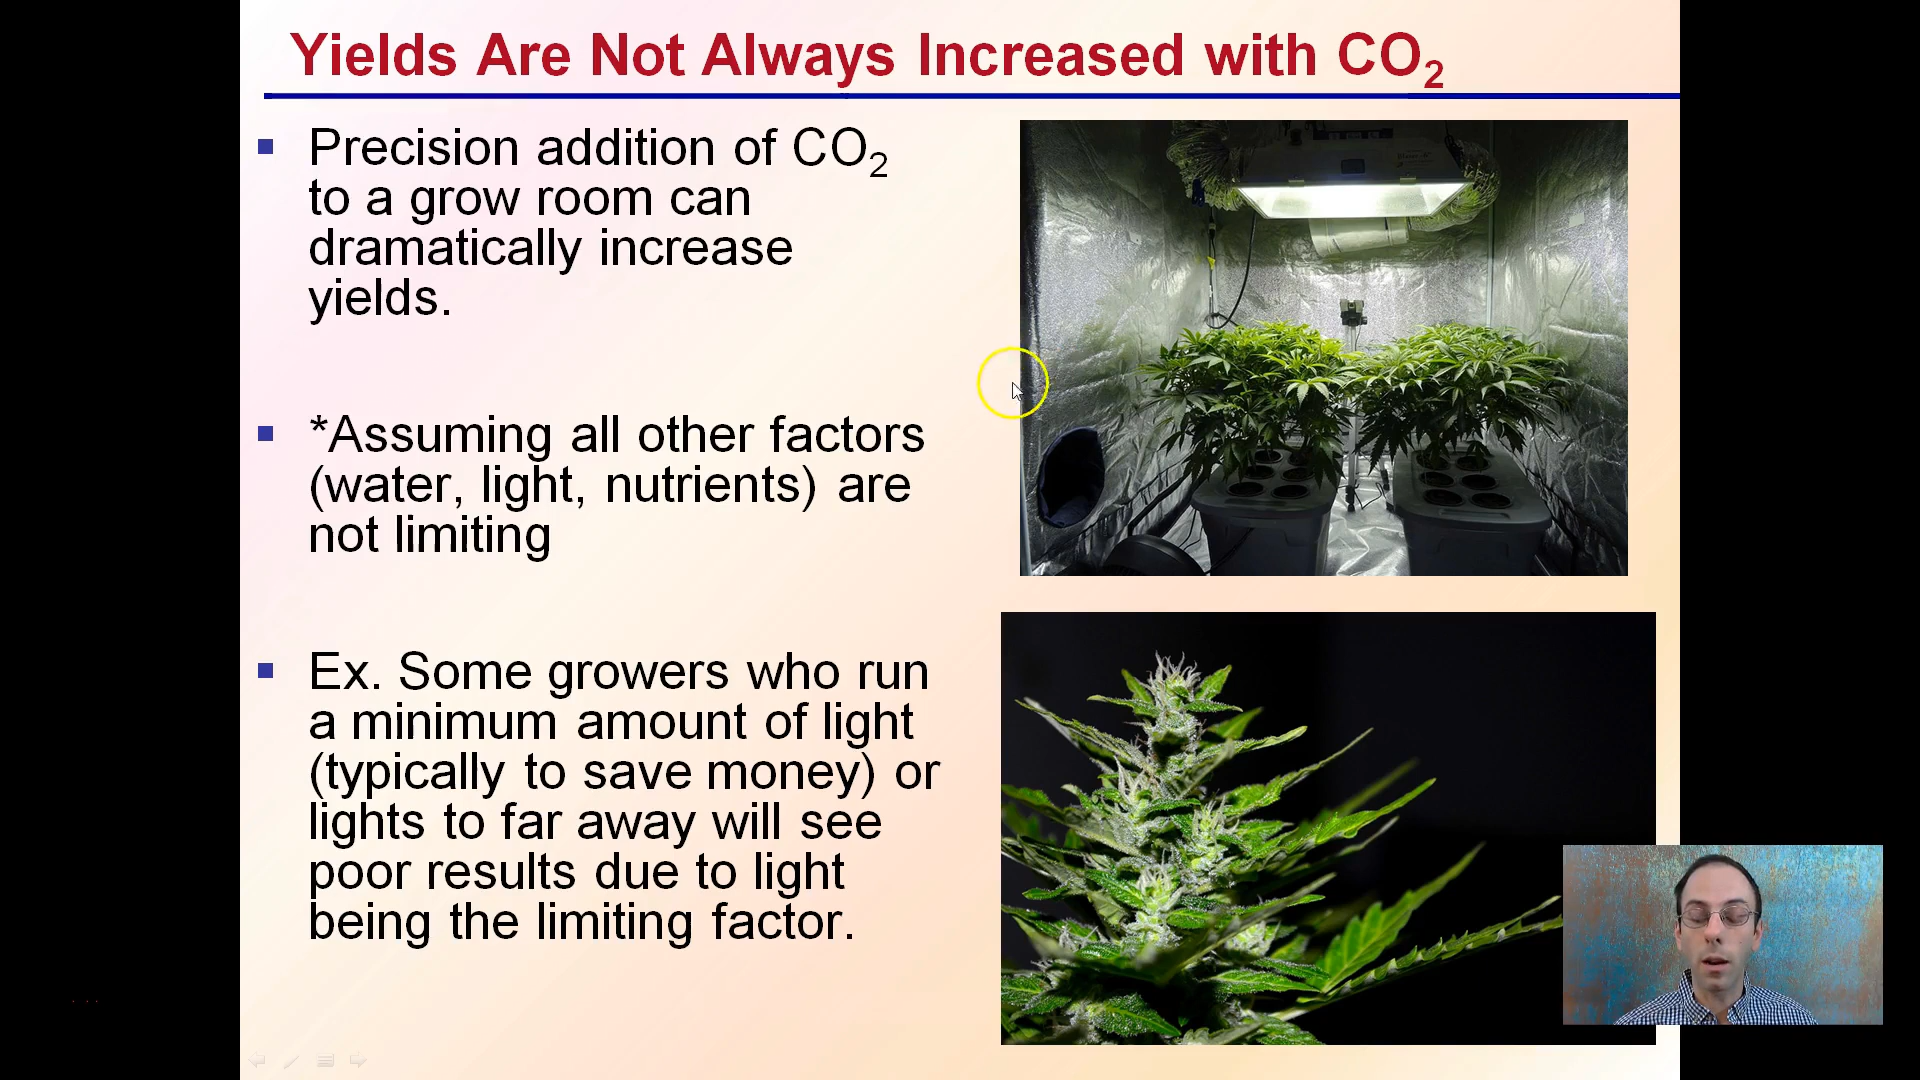 Yields Are Not Always Increased with CO₂
Precision addition of CO₂
to a grow room can
dramatically increase
yields.
*Assuming all other factors
(water, light, nutrients) are
not limiting
Ex. Some growers who run
a minimum amount of light
(typically to save money) or
lights to far away will see
poor results due to light
being the limiting factor.